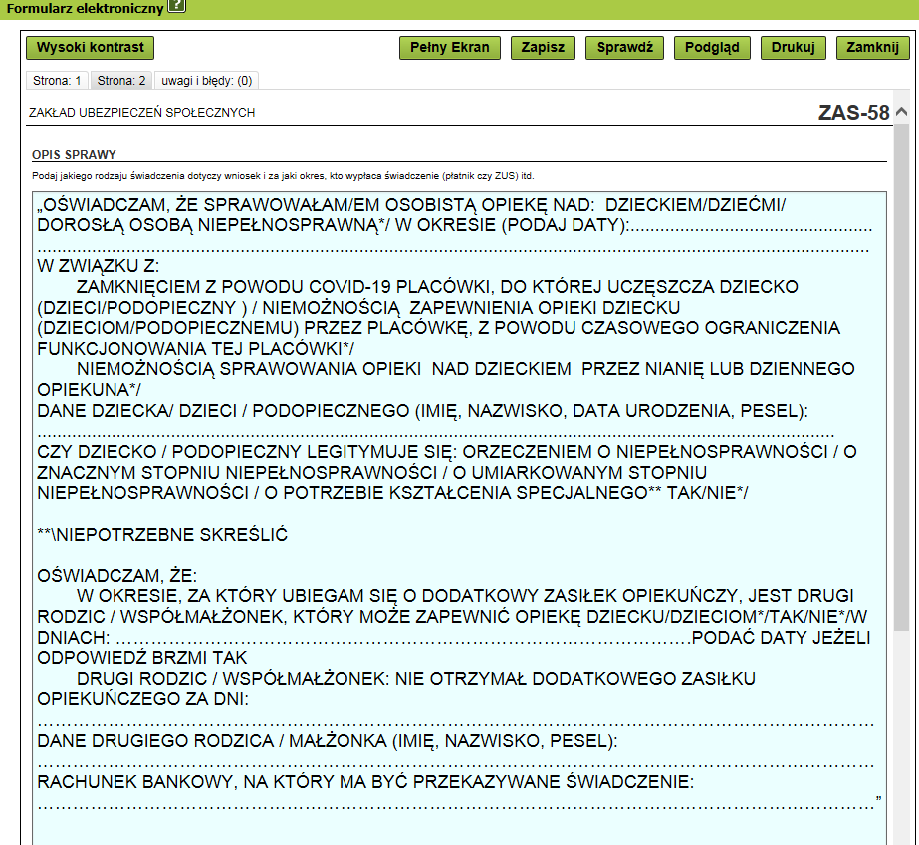 Formularz elektroniczny ?
Wysoki kontrast Pełny Ekran Zapisz Sprawdź Podgląd Drukuj Zamknij
Strona: 1 Strona: 2 uwagi i błędy: (0)
ZAKŁAD UBEZPIECZEŃ SPOŁECZNYCH ZAS-58
OPIS SPRAWY
Podaj jakiego rodzaju świadczenia dotyczy wniosek i za jaki okres, kto wypłaca świadczenie (płatnik czy ZUS) itd.
„OŚWIADCZAM, ŻE SPRAWOWAŁAM/EM OSOBISTĄ OPIEKĘ NAD: DZIECKIEM/DZIEĆMI/
DOROSŁĄ OSOBĄ NIEPEŁNOSPRAWNĄ*/ W OKRESIE (PODAJ DATY):................................................
................................................................................................................................
W ZWIĄZKU Z:
ZAMKNIĘCIEM Z POWODU COVID-19 PLACÓWKI, DO KTÓREJ UCZĘSZCZA DZIECKO
(DZIECI/PODOPIECZNY ) / NIEMOŻNOŚCIĄ ZAPEWNIENIA OPIEKI DZIECKU
(DZIECIOM/PODOPIECZNEMU) PRZEZ PLACÓWKĘ, Z POWODU CZASOWEGO OGRANICZENIA
FUNKCJONOWANIA TEJ PLACÓWKI*/
NIEMOŻNOŚCIĄ SPRAWOWANIA OPIEKI NAD DZIECKIEM PRZEZ NIANIĘ LUB DZIENNEGO
OPIEKUNA*/
DANE DZIECKA/ DZIECI / PODOPIECZNEGO (IMIĘ, NAZWISKO, DATA URODZENIA, PESEL):
................................................................................................................................
CZY DZIECKO / PODOPIECZNY LEGITYMUJE SIĘ: ORZECZENIEM O NIEPEŁNOSPRAWNOŚCI / O
ZNACZNYM STOPNIU NIEPEŁNOSPRAWNOŚCI / O UMIARKOWANYM STOPNIU
NIEPEŁNOSPRAWNOŚCI / O POTRZEBIE KSZTAŁCENIA SPECJALNEGO** TAK/NIE*/
**\NIEPOTRZEBNE SKREŚLIĆ
OŚWIADCZAM, ŻE:
W OKRESIE, ZA KTÓRY UBIEGAM SIĘ O DODATKOWY ZASIŁEK OPIEKUŃCZY, JEST DRUGI
RODZIC / WSPÓŁMAŁŻONEK, KTÓRY MOŻE ZAPEWNIĆ OPIEKĘ DZIECKU/DZIECIOM*/TAK/NIE*/W
DNIACH: ……………………………………………………………………………….PODAĆ DATY JEŻELI
ODPOWIEDŹ BRZMI TAK
DRUGI RODZIC / WSPÓŁMAŁŻONEK: NIE OTRZYMAŁ DODATKOWEGO ZASIŁKU
OPIEKUŃCZEGO ZA DNI:
……………………………………………………………………………………………………………
DANE DRUGIEGO RODZICA / MAŁŻONKA (IMIĘ, NAZWISKO, PESEL):
……………………………………………………………………………………………………………
RACHUNEK BANKOWY, NA KTÓRY MA BYĆ PRZEKAZYWANE ŚWIADCZENIE:
……………………………………………………………………………………………………………”